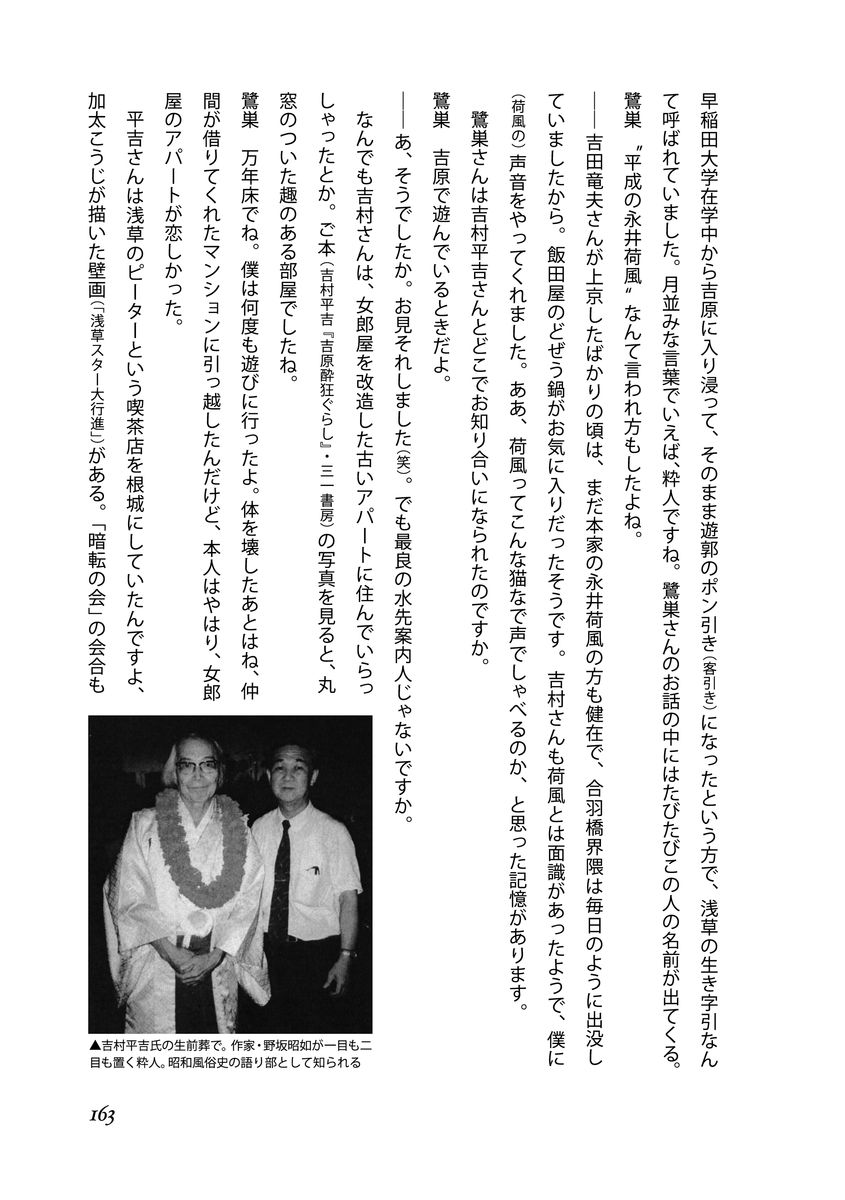 早稲田大学在学中から吉原に入り浸って、そのまま遊郭のポン引き（客引き）になったという方で、浅草の生き字引なん
て呼ばれていました。月並みな言葉でいえば、粋人ですね。鷺巣さんのお話の中にはたびたびこの人の名前が出てくる。
鷺巣　〝平成の永井荷風〟なんて言われ方もしたよね。
――吉田竜夫さんが上京したばかりの頃は、まだ本家の永井荷風の方も健在で、合羽橋界隈は毎日のように出没し
ていましたから。飯田屋のどぜう鍋がお気に入りだったそうです。吉村さんも荷風とは面識があったようで、僕に
（荷風の）声音をやってくれました。ああ、荷風ってこんな猫なで声でしゃべるのか、と思った記憶があります。
鷺巣さんは吉村平吉さんとどこでお知り合いになられたのですか。
鷺巣　吉原で遊んでいるときだよ。
――あ、そうでしたか。お見それしました（笑）。でも最良の水先案内人じゃないですか。
なんでも吉村さんは、女郎屋を改造した古いアパートに住んでいらっ
しゃったとか。ご本（吉村平吉『吉原酔狂ぐらし』・三一書房）の写真を見ると、丸
窓のついた趣のある部屋でしたね。
鷺巣　万年床でね。僕は何度も遊びに行ったよ。体を壊したあとはね、仲
間が借りてくれたマンションに引っ越したんだけど、本人はやはり、女郎
屋のアパートが恋しかった。
平吉さんは浅草のピーターという喫茶店を根城にしていたんですよ、
加太こうじが描いた壁画（「浅草スター大行進」）がある。「暗転の会」の会合も
▲吉村平吉氏の生前葬で。作家・野坂昭如が一目も二
目も置く粋人。昭和風俗史の語り部として知られる
163